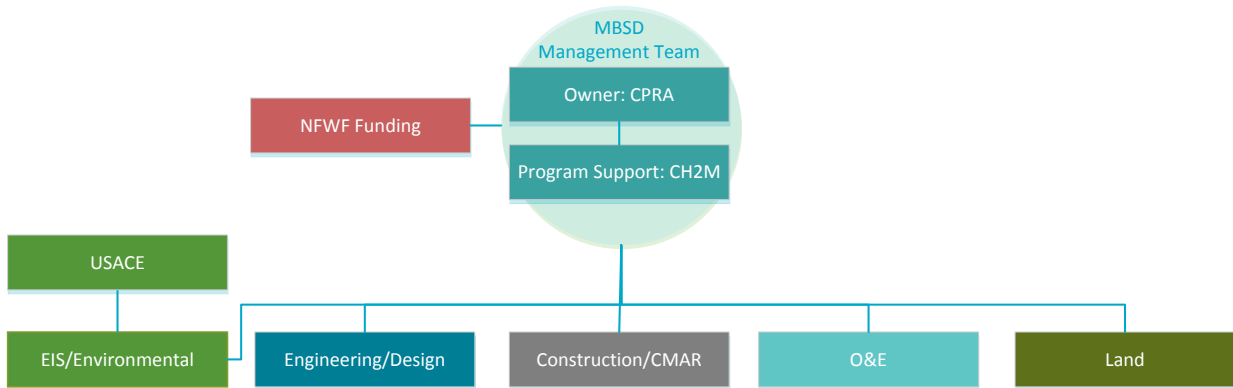 MBSD
Management Team
Owner: CPRA
NFWF Funding
Program Support: CH2M
USACE
EIS/Environmental
Engineering/Design
Construction/CMAR
O&E
Land